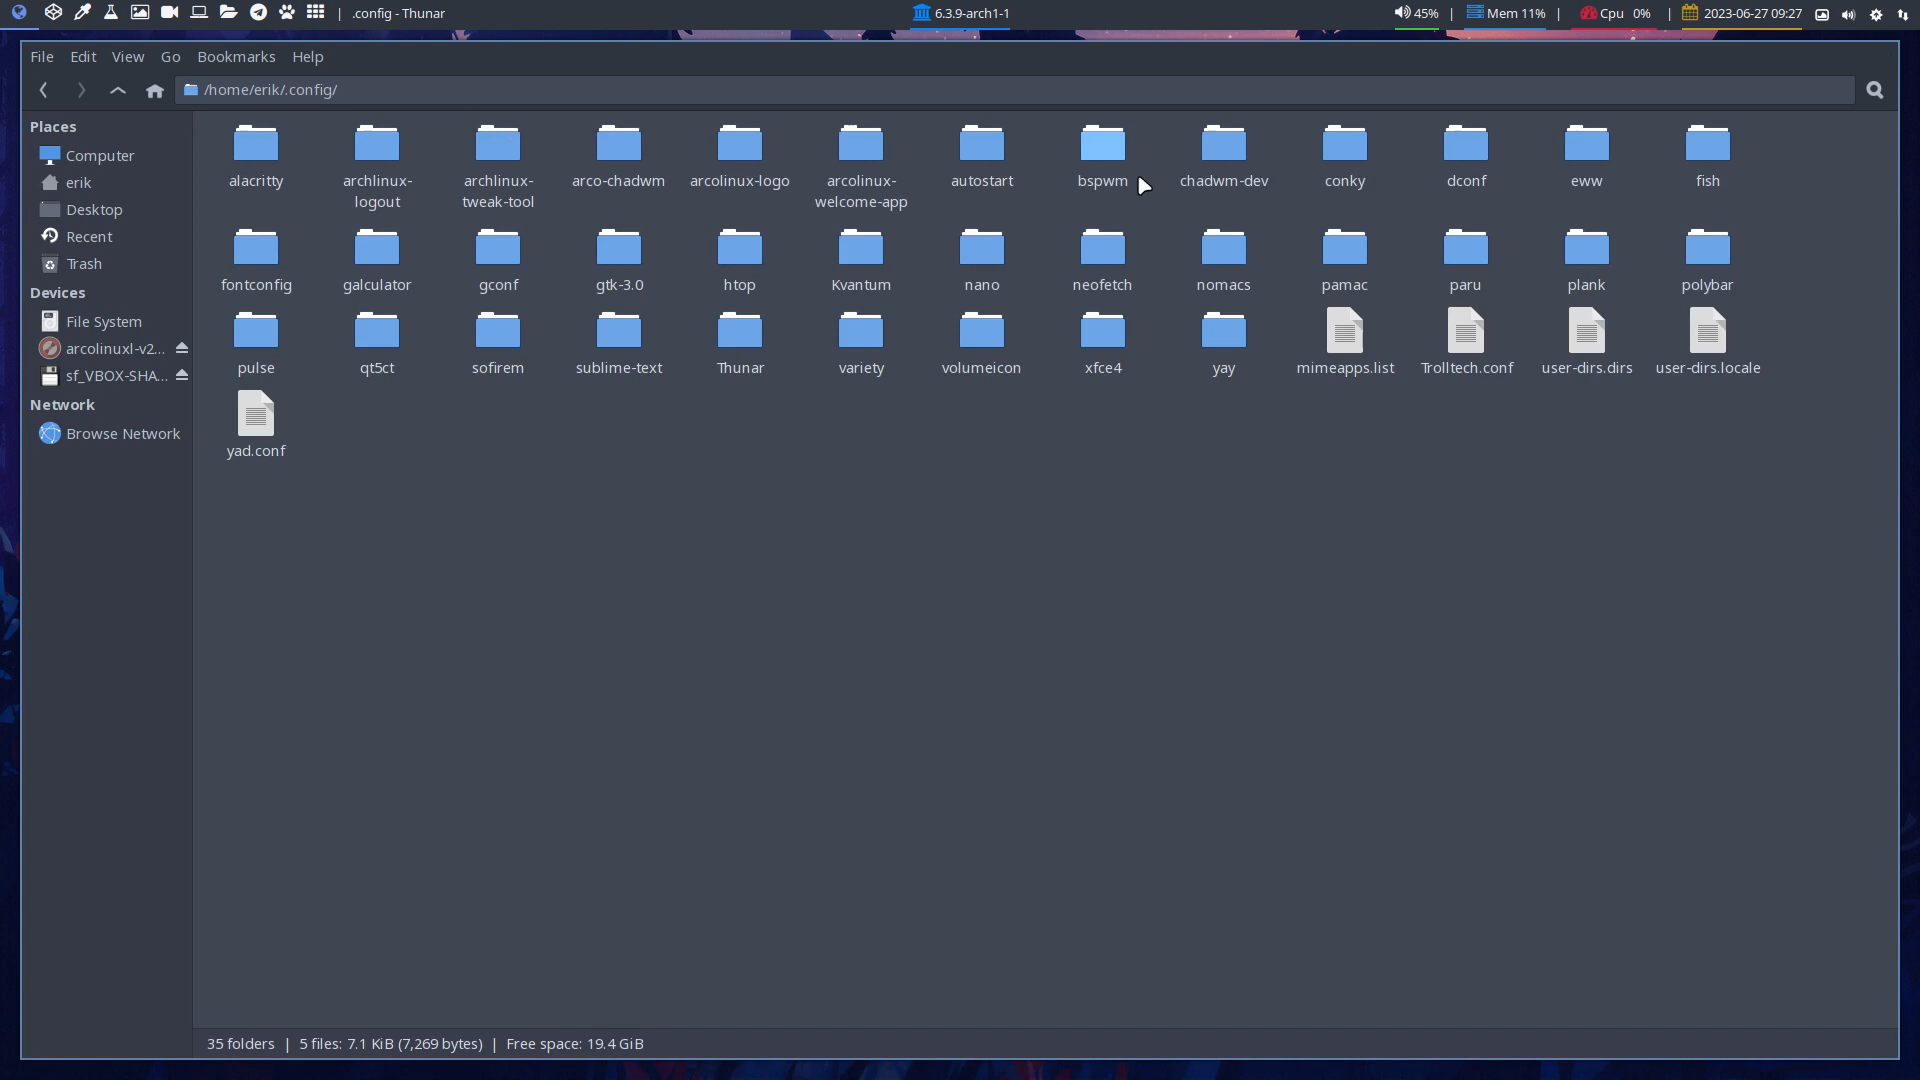 | .config - Thunar
6.3.9-arch1-1
45% | Mem 11% | Cpu 0% | 2023-06-27 09:27
File Edit View Go Bookmarks Help
/home/erik/.config/
Places
Computer
erik
Desktop
Recent
Trash
Devices
File System
arcolinuxl-v2...
sf_VBOX-SHA...
Network
Browse Network
alacritty
archlinux-
logout
archlinux-
tweak-tool
arco-chadwm
arcolinux-logo
arcolinux-
welcome-app
autostart
bspwm
chadwm-dev
conky
dconf
eww
fish
fontconfig
galculator
gconf
gtk-3.0
htop
Kvantum
nano
neofetch
nomacs
pamac
paru
plank
polybar
pulse
qt5ct
sofirem
sublime-text
Thunar
variety
volumeicon
xfce4
yay
mimeapps.list
Trolltech.conf
user-dirs.dirs
user-dirs.locale
yad.conf
35 folders | 5 files: 7.1 KiB (7,269 bytes) | Free space: 19.4 GiB